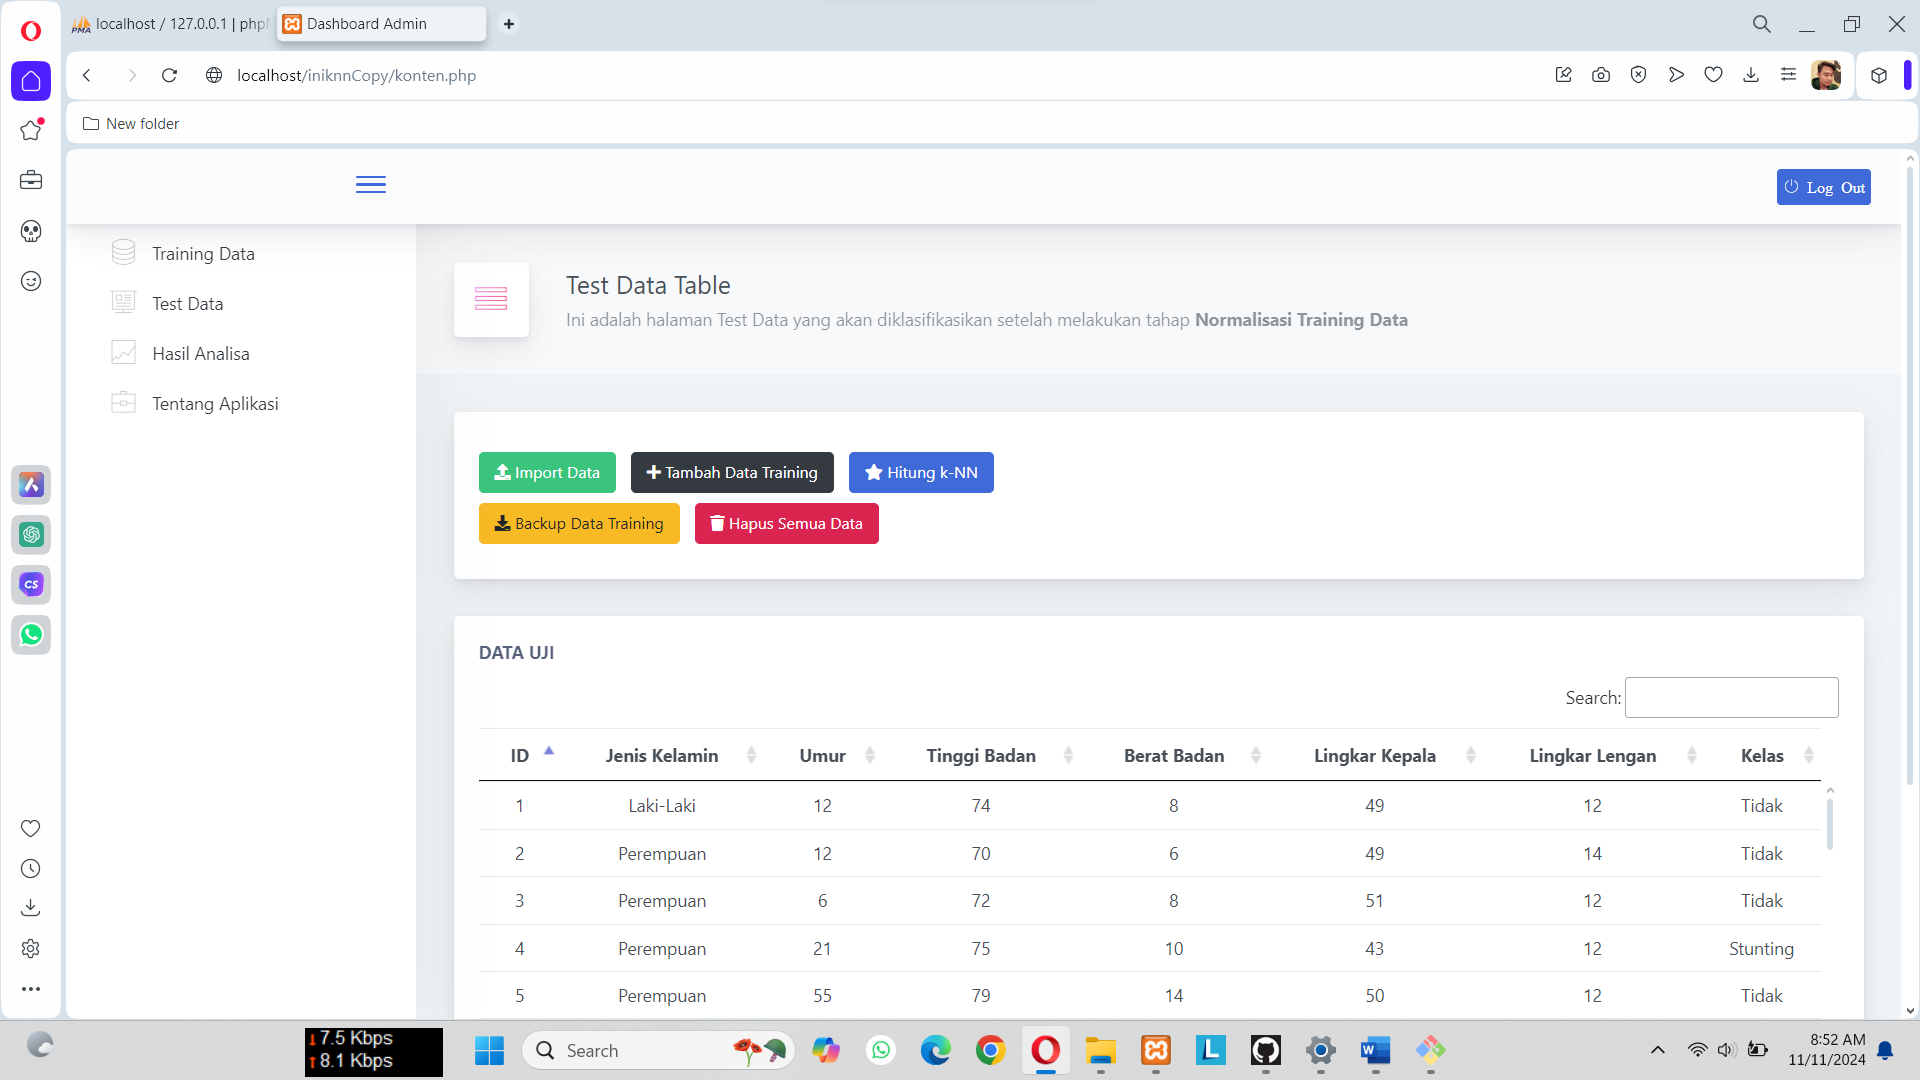 localhost / 127.0.0.1 | php
Dashboard Admin
localhost/iniknnCopy/konten.php
New folder
Log Out
Training Data
Test Data
Hasil Analisa
Tentang Aplikasi
Test Data Table
Ini adalah halaman Test Data yang akan diklasifikasikan setelah melakukan tahap Normalisasi Training Data
Import Data
Tambah Data Training
Hitung k-NN
Backup Data Training
Hapus Semua Data
DATA UJI
Search:
ID Jenis Kelamin Umur Tinggi Badan Berat Badan Lingkar Kepala Lingkar Lengan Kelas
1 Laki-Laki 12 74 8 49 12 Tidak
2 Perempuan 12 70 6 49 14 Tidak
3 Perempuan 6 72 8 51 12 Tidak
4 Perempuan 21 75 10 43 12 Stunting
5 Perempuan 55 79 14 50 12 Tidak
CS
↓7.5 Kbps
↑8.1 Kbps
Search
8:52 AM
11/11/2024